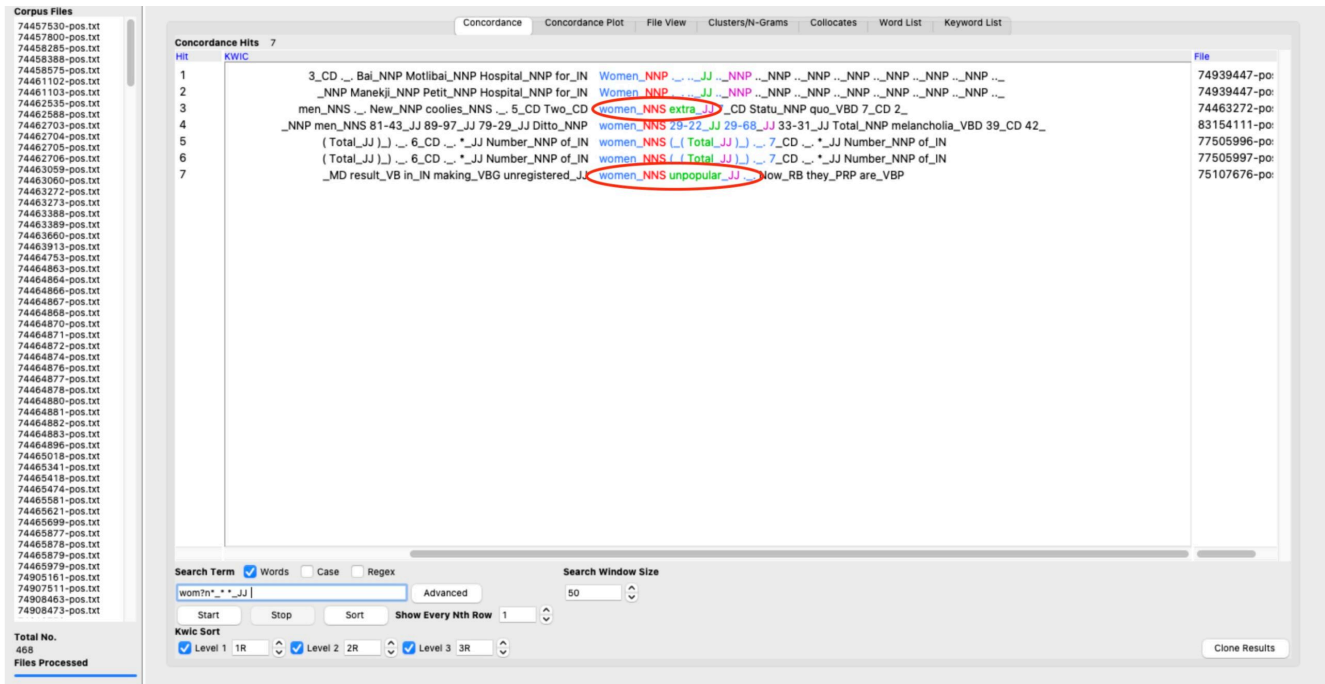 Corpus Files
74457530-pos.txt
74457800-pos.txt
74458285-pos.txt
74458388-pos.txt
74458575-pos.txt
74461102-pos.txt
74461103-pos.txt
74462535-pos.txt
74462588-pos.txt
74462703-pos.txt
74462704-pos.txt
74462705-pos.txt
74462706-pos.txt
74463059-pos.txt
74463060-pos.txt
74463272-pos.txt
74463273-pos.txt
74463388-pos.txt
74463389-pos.txt
74463660-pos.txt
74463913-pos.txt
74464753-pos.txt
74464863-pos.txt
74464864-pos.txt
74464866-pos.txt
74464867-pos.txt
74464868-pos.txt
74464870-pos.txt
74464871-pos.txt
74464872-pos.txt
74464874-pos.txt
74464876-pos.txt
74464877-pos.txt
74464878-pos.txt
74464880-pos.txt
74464881-pos.txt
74464882-pos.txt
74464883-pos.txt
74464896-pos.txt
74465018-pos.txt
74465341-pos.txt
74465418-pos.txt
74465474-pos.txt
74465581-pos.txt
74465621-pos.txt
74465699-pos.txt
74465877-pos.txt
74465878-pos.txt
74465879-pos.txt
74465979-pos.txt
74905161-pos.txt
74907511-pos.txt
74908463-pos.txt
74908473-pos.txt
Total No.
468
Files Processed
Concordance Concordance Plot File View Clusters/N-Grams Collocates Word List Keyword List
Concordance Hits 7
Hit KWIC File
1 3_CD ._. Bai_NNP Motlibai_NNP Hospital_NNP for_IN Women_NNP ._. .._JJ .._NNP .._NNP .._NNP .._NNP .._NNP .._NNP .._NNP .._ 74939447-po
2 _NNP Manekji_NNP Petit_NNP Hospital_NNP for_IN Women_NNP ._. .._JJ .._NNP .._NNP .._NNP .._NNP .._NNP .._NNP .._NNP .._ 74939447-po
3 men_NNS ._. New_NNP coolies_NNS ._. 5_CD Two_CD women_NNS extra_JJ 7_CD Statu_NNP quo_VBD 7_CD 2_ 74463272-po
4 _NNP men_NNS 81-43_JJ 89-97_JJ 79-29_JJ Ditto_NNP women_NNS 29-22_JJ 29-68_JJ 33-31_JJ Total_NNP melancholia_VBD 39_CD 42_ 83154111-po
5 (Total_JJ )_) ._. 6_CD ._. *_JJ Number_NNP of_IN women_NNS (_( Total_JJ )_) ._. 7_CD ._. *_JJ Number_NNP of_IN 77505996-po
6 (Total_JJ )_) ._. 6_CD ._. *_JJ Number_NNP of_IN women_NNS (_( Total_JJ )_) ._. 7_CD ._. *_JJ Number_NNP of_IN 77505997-po
7 _MD result_VB in_IN making_VBG unregistered_JJ women_NNS unpopular_JJ ._. Now_RB they_PRP are_VBP 75107676-po
Search Term Words Case Regex Search Window Size
wom?n*_* *_JJ Advanced 50
Start Stop Sort Show Every Nth Row 1
Kwic Sort
Level 1 1R Level 2 2R Level 3 3R Clone Results